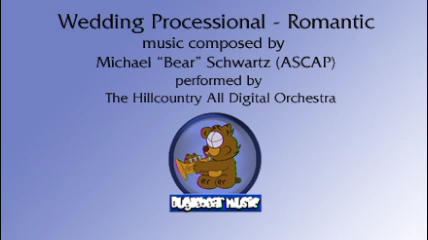 Wedding Processional - Romantic
music composed by
Michael “Bear” Schwartz (ASCAP)
performed by
The Hillcountry All Digital Orchestra
buglebear music